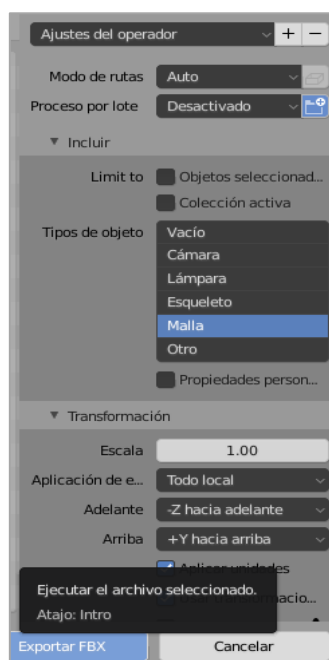 Ajustes del operador
Modo de rutas Auto
Proceso por lote Desactivado
Incluir
Limit to Objetos seleccionad...
Colección activa
Tipos de objeto Vacío
Cámara
Lámpara
Esqueleto
Malla
Otro
Propiedades person...
Transformación
Escala 1.00
Aplicación de e... Todo local
Adelante -Z hacia adelante
Arriba +Y hacia arriba
Aplicar unidades
Ejecutar el archivo seleccionado.
Atajo: Intro
Exportar FBX Cancelar